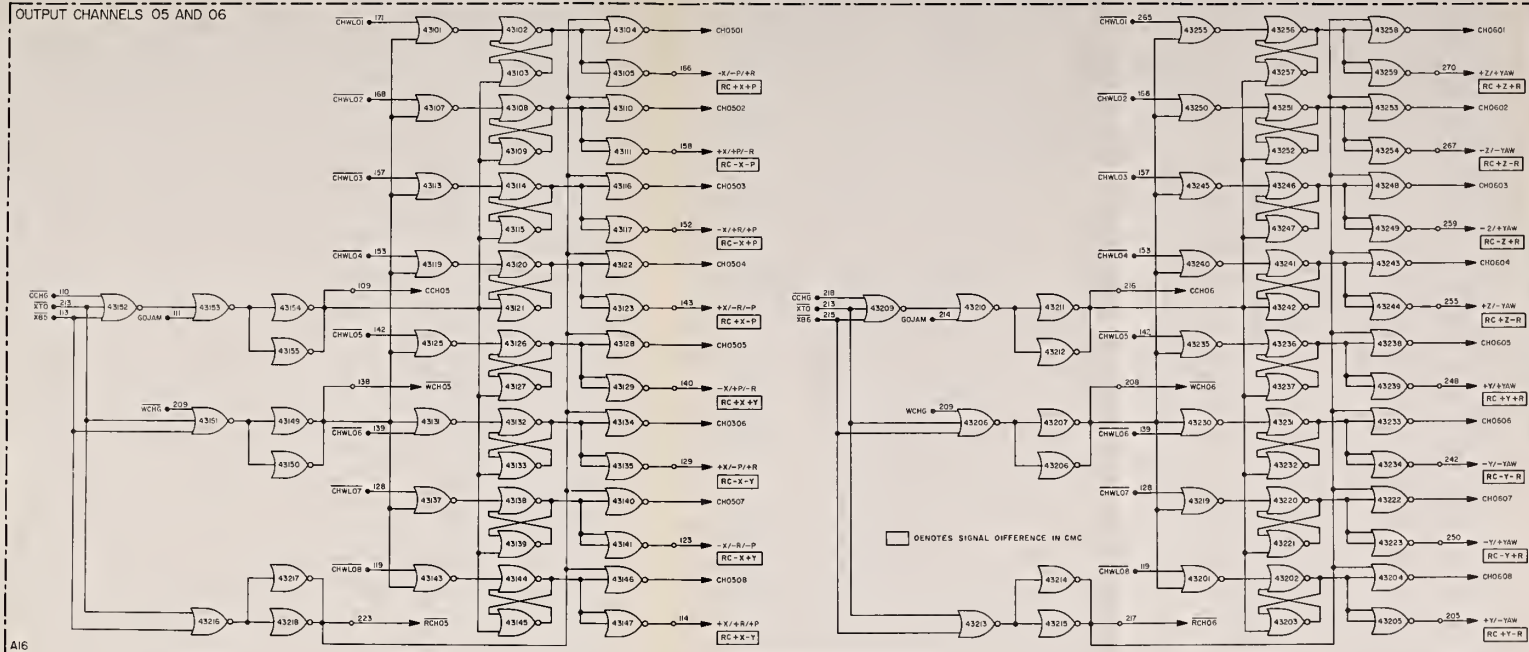 OUTPUT CHANNELS 05 AND 06
CHWL01 171 43101 43102 43104 CH0501
43103 43105 166 -X/-P/+R
RC+X+P
CHWL02 168 43107 43108 43110 CH0502
43109 43111 158 +X/+P/-R
RC-X-P
CHWL03 157 43113 43114 43116 CH0503
43115 43117 152 -X/+R/+P
RC-X+P
CHWL04 153 43119 43120 43122 CH0504
109 CCH05
CCHG 110
XT0 213
XB5 113
43152 43153 43154 43121 43123 143 +X/-R/-P
RC+X-P
GOJAM 111
CHWL05 142 43125 43126 43128 CH0505
43155
43127 43129 140 -X/+P/-R
RC+X+Y
138 WCH05
WCHG 209
43151 43149 43131 43132 43134 CH0306
CHWL06 139
43150 43133 43135 129 +X/-P/+R
RC-X-Y
CHWL07 128 43137 43138 43140 CH0507
43139 43141 123 -X/-R/-P
RC-X+Y
CHWL08 119 43143 43144 43146 CH0508
43217
43216 43218 223 RCH05
43145 43147 114 +X/+R/+P
RC+X-Y
A16
CHWL01 265 43255 43256 43258 CH0601
43257 43259 270 +Z/+YAW
RC+Z+R
CHWL02 168 43250 43251 43253 CH0602
43252 43254 267 -Z/-YAW
RC+Z-R
CHWL03 157 43245 43246 43248 CH0603
43247 43249 259 -Z/+YAW
RC-Z+R
CHWL04 153 43240 43241 43243 CH0604
216 CCH06
CCHG 218
XT0 213
XB6 215
43209 43210 43211 43242 43244 255 +Z/-YAW
RC+Z-R
GOJAM 214
CHWL05 142 43235 43236 43238 CH0605
43212
43237 43239 248 +Y/+YAW
RC+Y+R
208 WCH06
WCHG 209
43206 43207 43230 43231 43233 CH0606
CHWL06 139
43206 43232 43234 242 -Y/-YAW
RC-Y-R
CHWL07 128 43219 43220 43222 CH0607
DENOTES SIGNAL DIFFERENCE IN CMC
43221 43223 250 -Y/+YAW
RC-Y+R
CHWL08 119 43201 43202 43204 CH0608
43214
43213 43215 217 RCH06
43203 43205 205 +Y/-YAW
RC+Y-R